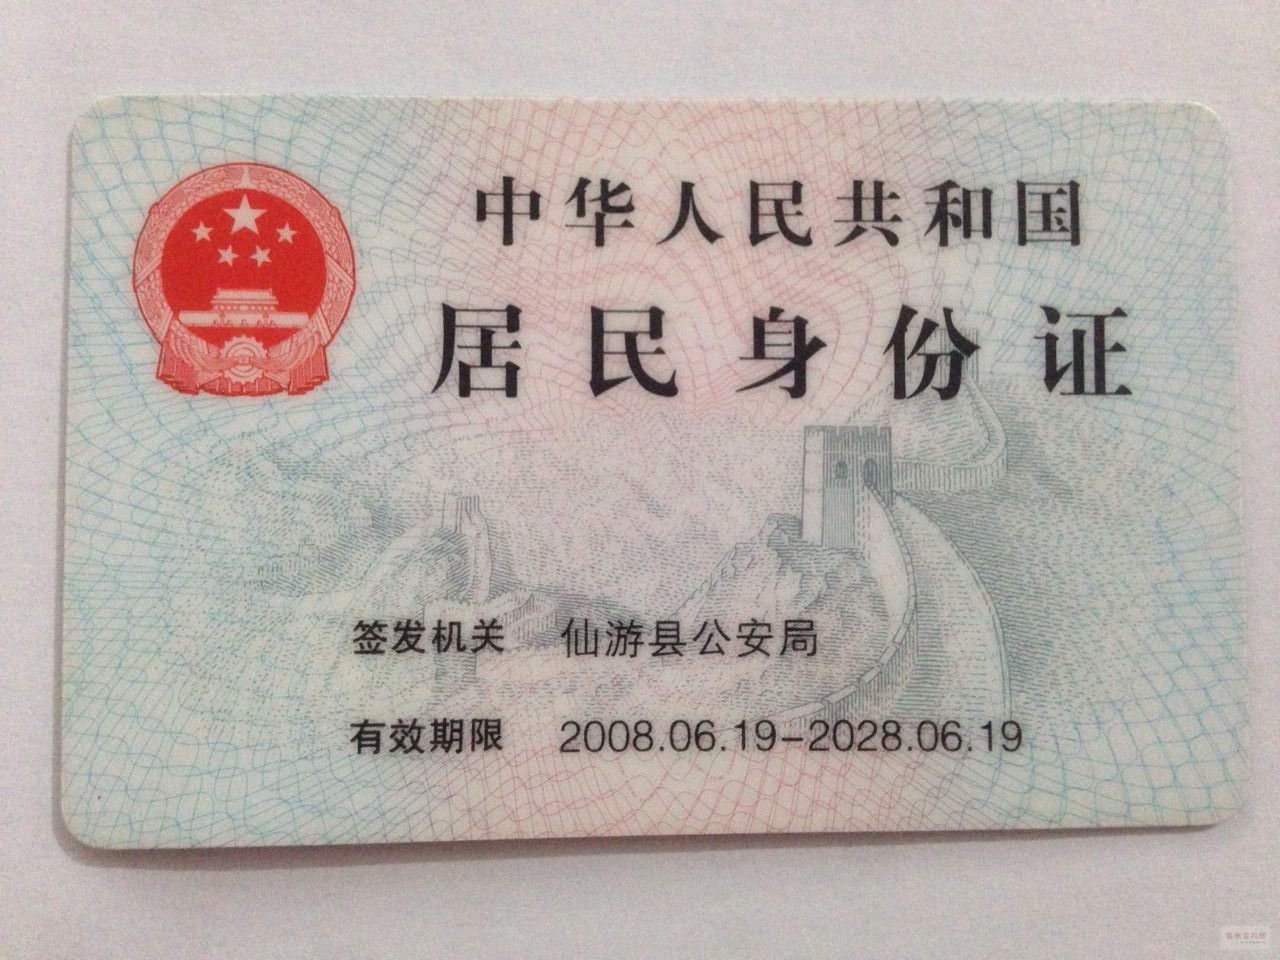 中华人民共和国
居民身份证
签发机关 仙游县公安局
有效期限 2008.06.19-2028.06.19